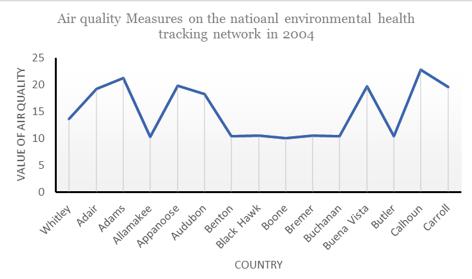 Air quality Measures on the natioanl environmental health
tracking network in 2004
VALUE OF AIR QUALITY
25
20
15
10
5
0
Whitley
Adair
Adams
Allamakee
Appanoose
Audubon
Benton
Black Hawk
Boone
Bremer
Buchanan
Buena Vista
Butler
Calhoun
Carroll
COUNTRY